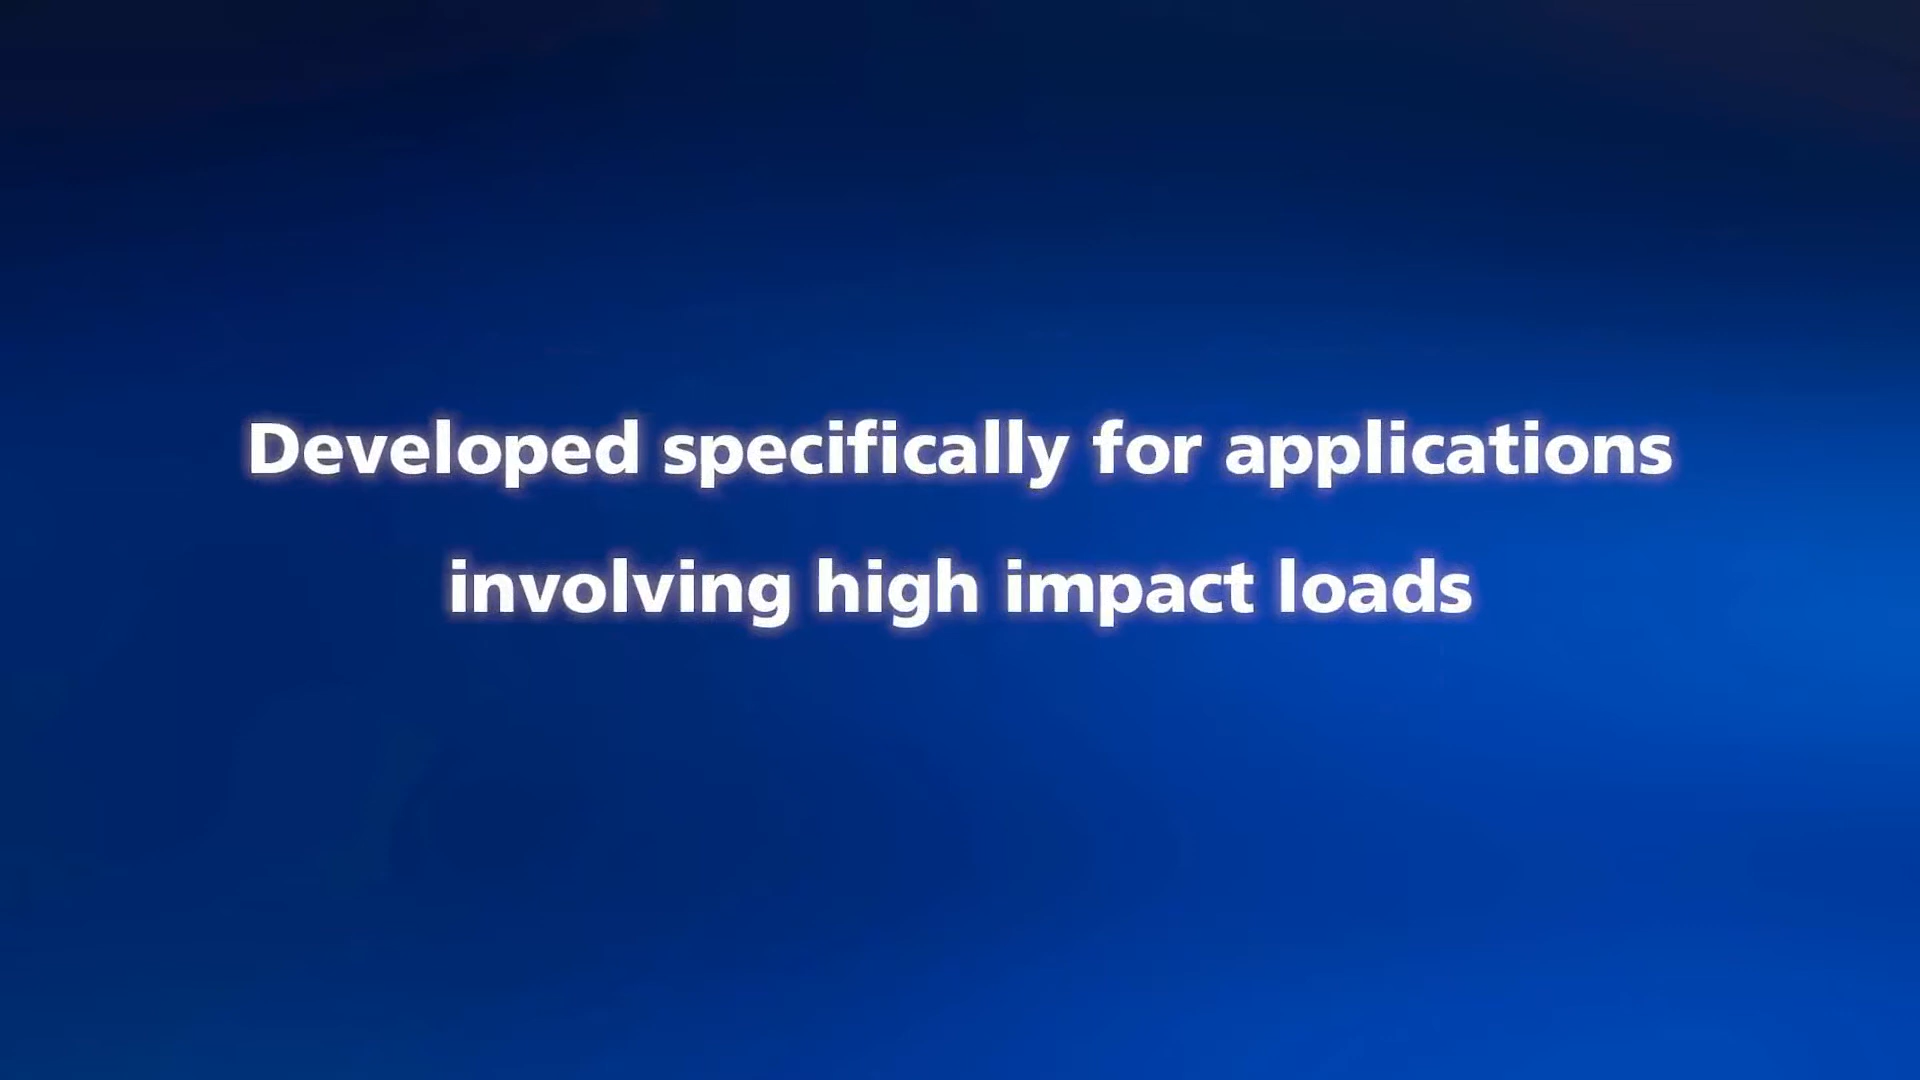 Developed specifically for applications
involving high impact loads